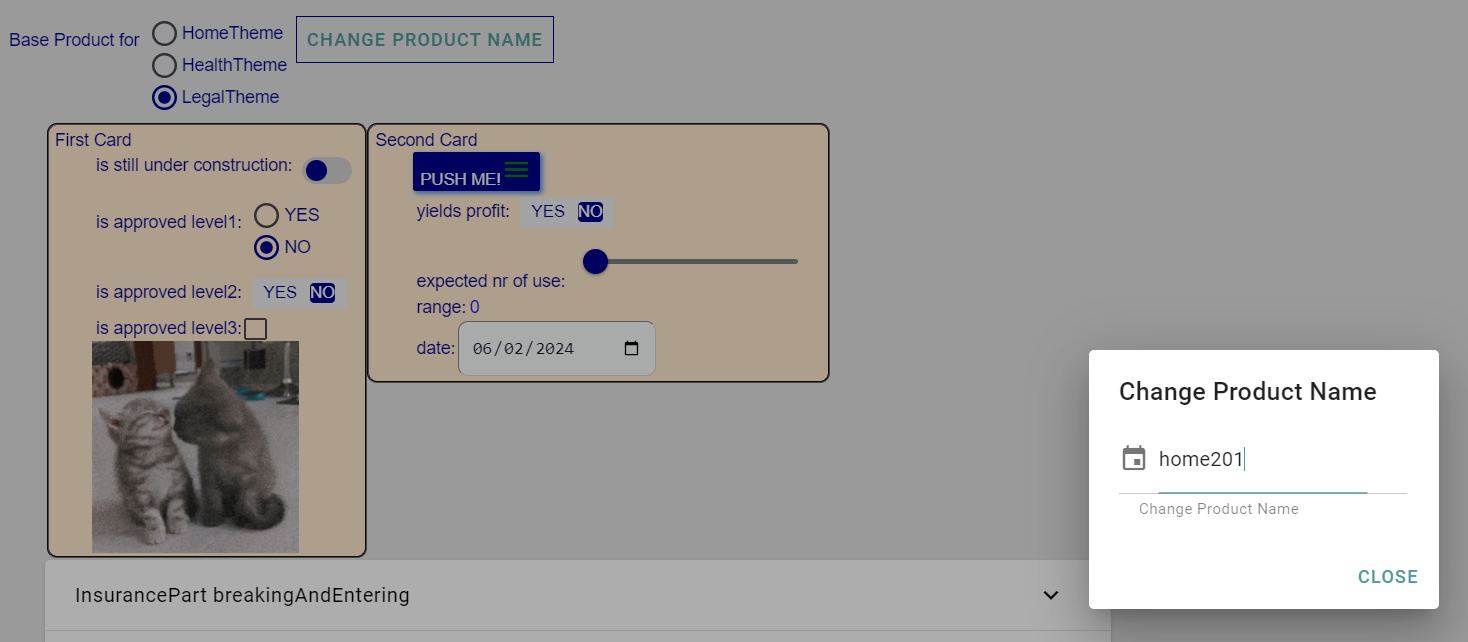 Base Product for
HomeTheme
HealthTheme
LegalTheme
CHANGE PRODUCT NAME
First Card
is still under construction:
is approved level1:
YES
NO
is approved level2: YES NO
is approved level3:
Second Card
PUSH ME!
yields profit: YES NO
expected nr of use:
range: 0
date: 06/02/2024
InsurancePart breakingAndEntering
Change Product Name
home201
Change Product Name
CLOSE